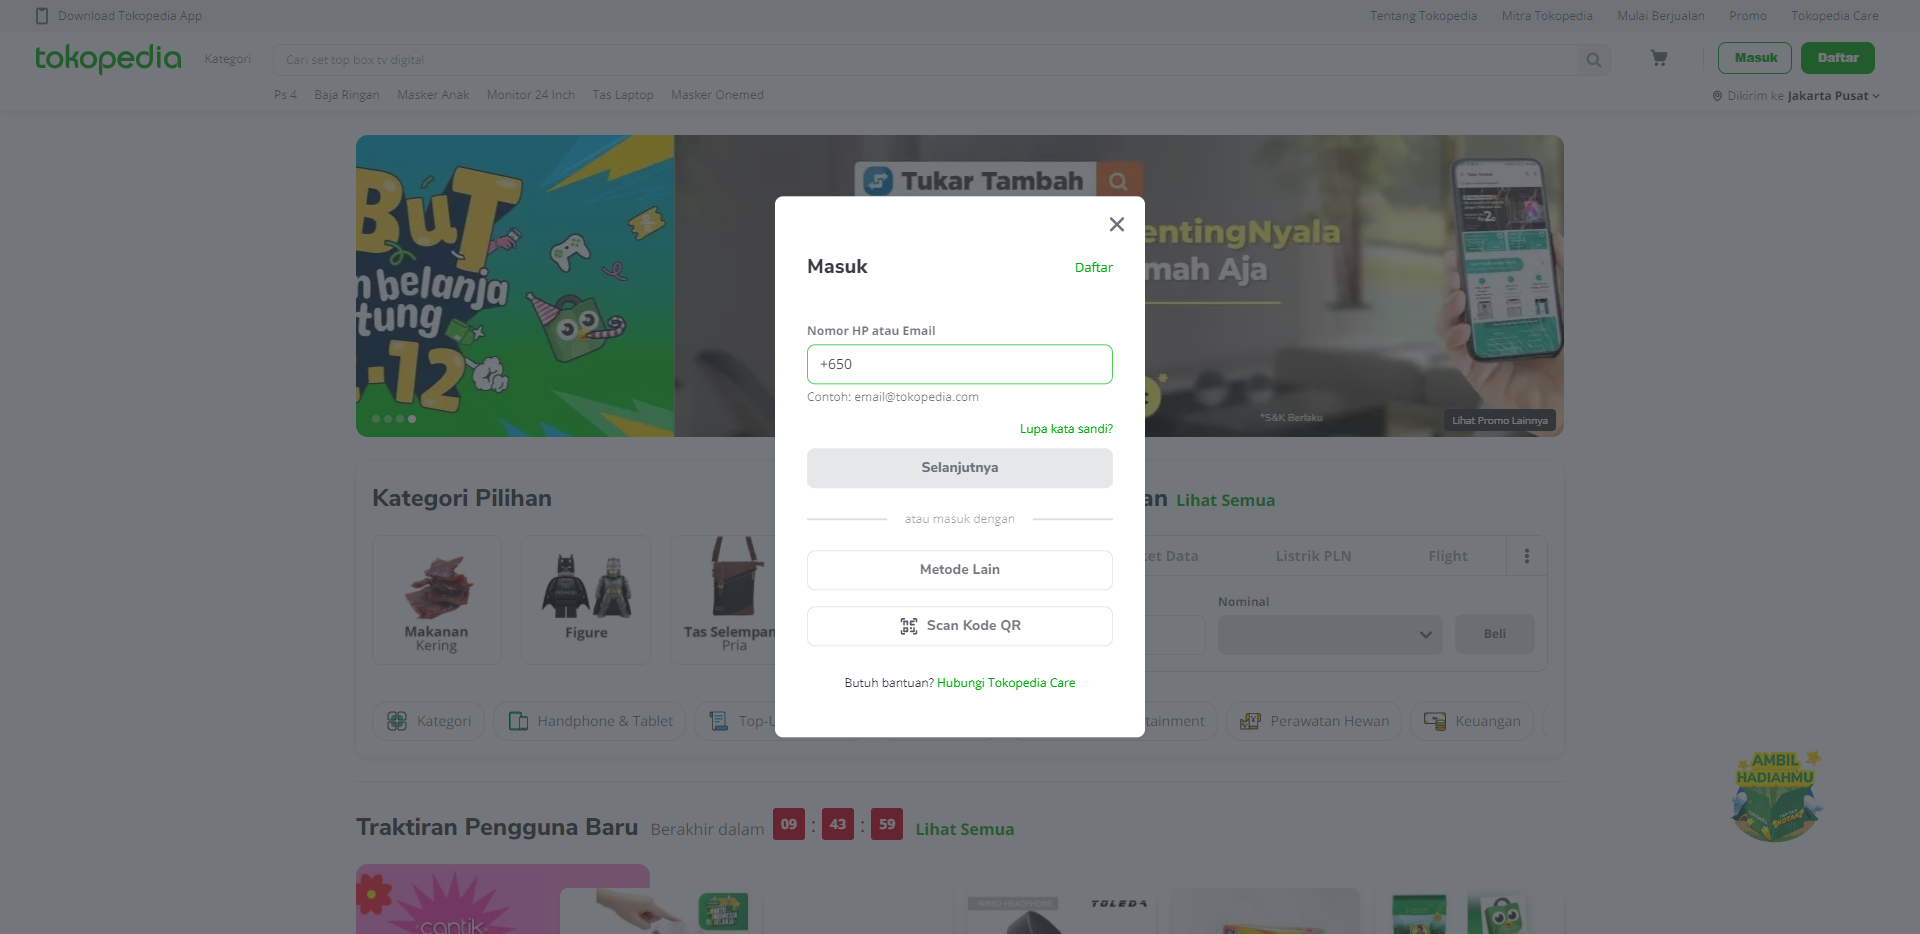 Download Tokopedia App
Tentang Tokopedia
Mitra Tokopedia
Mulai Berjualan
Promo
Tokopedia Care
tokopedia
Kategori
Cari set top box tv digital
Masuk
Daftar
Ps 4
Baja Ringan
Masker Anak
Monitor 24 Inch
Tas Laptop
Masker Onemed
Dikirim ke Jakarta Pusat
BUT
belanja
tung
.-12
Tukar Tambah
entingNyala
mah Aja
*S&K Berlaku
Lihat Promo Lainnya
Masuk
Daftar
Nomor HP atau Email
+650
Contoh: email@tokopedia.com
Lupa kata sandi?
Selanjutnya
atau masuk dengan
Metode Lain
Scan Kode QR
Butuh bantuan? Hubungi Tokopedia Care
Kategori Pilihan
an
Lihat Semua
Makanan
Kering
Figure
Tas Selempan
Pria
et Data
Listrik PLN
Flight
Nominal
Beli
Kategori
Handphone & Tablet
Top-U
tainment
Perawatan Hewan
Keuangan
AMBIL
HADIAHMU
Traktiran Pengguna Baru
Berakhir dalam
09 : 43 : 59
Lihat Semua
cantik
WIRED HEADPHONE
TOLEDA